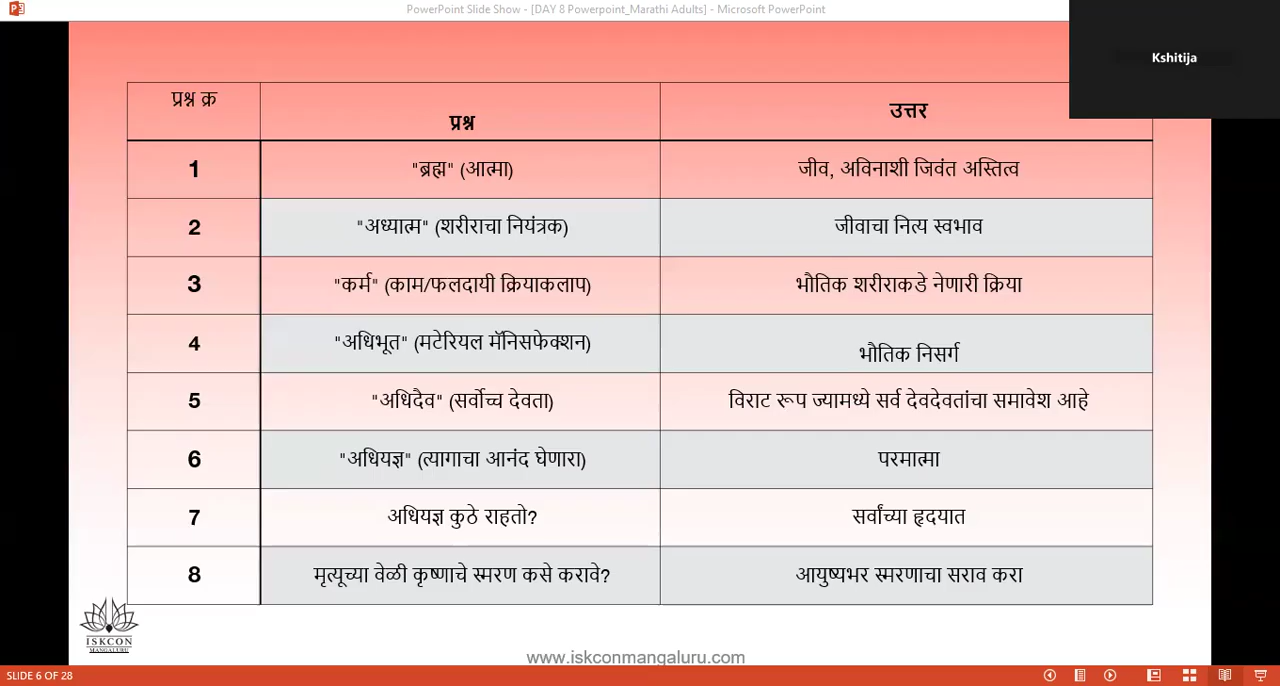 PowerPoint Slide Show - [DAY 8 Powerpoint_Marathi Adults] - Microsoft PowerPoint
Kshitija
प्रश्न क्र प्रश्न उत्तर
1 "ब्रह्म" (आत्मा) जीव, अविनाशी जिवंत अस्तित्व
2 "अध्यात्म" (शरीराचा नियंत्रक) जीवाचा नित्य स्वभाव
3 "कर्म" (काम/फलदायी क्रियाकलाप) भौतिक शरीराकडे नेणारी क्रिया
4 "अधिभूत" (मटेरियल मॅनिसफेक्शन) भौतिक निसर्ग
5 "अधिदैव" (सर्वोच्च देवता) विराट रूप ज्यामध्ये सर्व देवदेवतांचा समावेश आहे
6 "अधियज्ञ" (त्यागाचा आनंद घेणारा) परमात्मा
7 अधियज्ञ कुठे राहतो? सर्वांच्या हृदयात
8 मृत्यूच्या वेळी कृष्णाचे स्मरण कसे करावे? आयुष्यभर स्मरणाचा सराव करा
ISKCON
MANGALURU
www.iskconmangaluru.com
SLIDE 6 OF 28